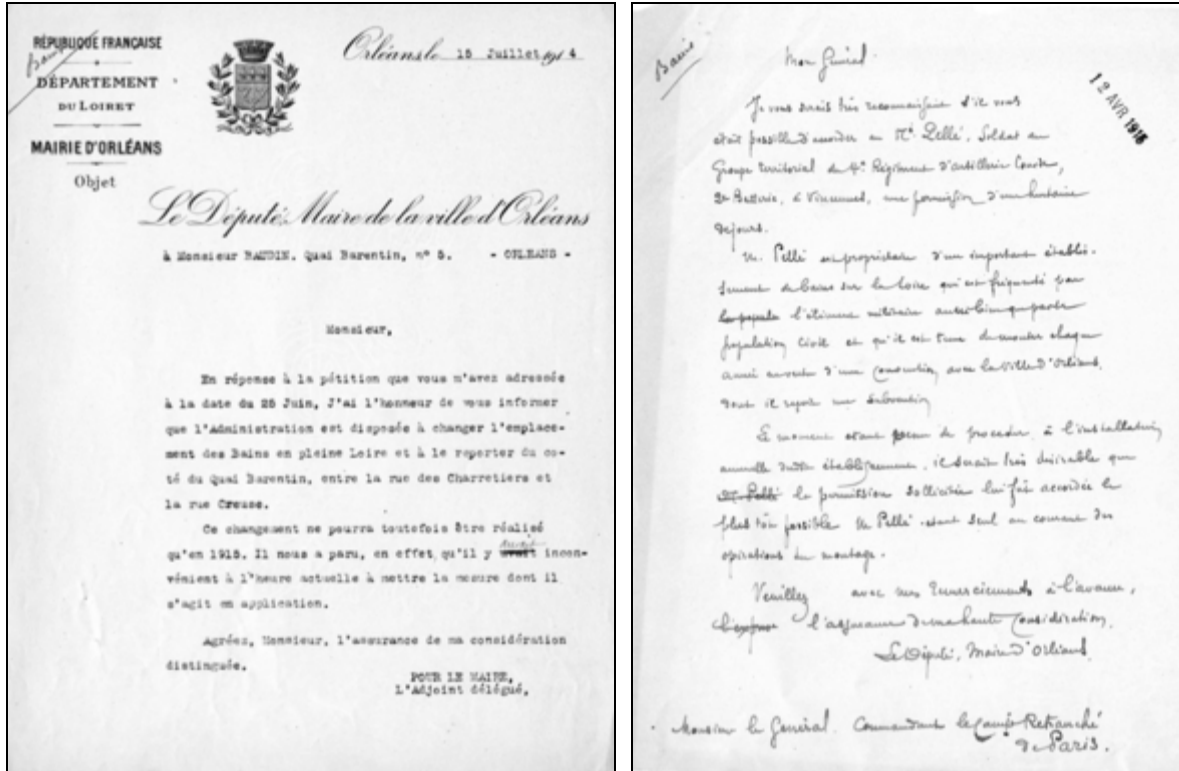 RÉPUBLIQUE FRANÇAISE
DÉPARTEMENT
DU LOIRET
MAIRIE D'ORLÉANS
Objet
Orléans, le 15 Juillet 1914
Le Député, Maire de la ville d'Orléans
à Monsieur BAUDIN. Quai Barentin, n° 5. - ORLEANS -
Monsieur,
En réponse à la pétition que vous m'avez adressée
à la date du 25 Juin, J'ai l'honneur de vous informer
que l'Administration est disposée à changer l'emplace-
ment des Bains en pleine Loire et à le reporter du co-
té du Quai Barentin, entre la rue des Charretiers et
la rue Creuse.
Ce changement ne pourra toutefois être réalisé
qu'en 1915. Il nous a paru, en effet, qu'il y avait incon-
vénient à l'heure actuelle à mettre la mesure dont il
s'agit en application.
Agréez, Monsieur, l'assurance de ma considération
distinguée.
POUR LE MAIRE,
L'Adjoint délégué,
Bains
12 AVR 1915
Mon Général
Je vous serais très reconnaissant s'il vous
était possible d'accorder au Mr Pellé, Soldat au
Groupe territorial du 4e Régiment d'artillerie
2e Batterie, à Vincennes, une permission d'une huitaine
de jours.
M. Pellé est propriétaire d'un important établis-
sement de bains sur la Loire qui est fréquenté par
l'élément militaire aussi bien que par la
population civile et qu'il est tenu de monter chaque
année en vertu d'une convention avec la Ville d'Orléans,
dont il reçoit une subvention
Le moment étant venu de procéder à l'installation
annuelle dudit établissement, il serait très désirable que
M. Pellé la permission sollicitée lui fût accordée le
plus tôt possible M. Pellé étant seul au courant des
opérations du montage.
Veuillez avec mes remerciements à l'avance,
l'assurance de ma haute considération,
Le Député, Maire d'Orléans
Monsieur le Général Commandant le Camp Retranché
de Paris.